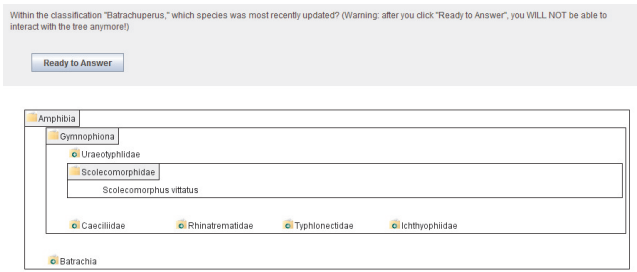 Within the classification "Batrachuperus," which species was most recently updated? (Warning: after you click "Ready to Answer", you WILL NOT be able to
interact with the tree anymore!)
Ready to Answer
Amphibia
Gymnophiona
Uraeotyphlidae
Scolecomorphidae
Scolecomorphus vittatus
Caeciliidae Rhinatrematidae Typhlonectidae Ichthyophiidae
Batrachia